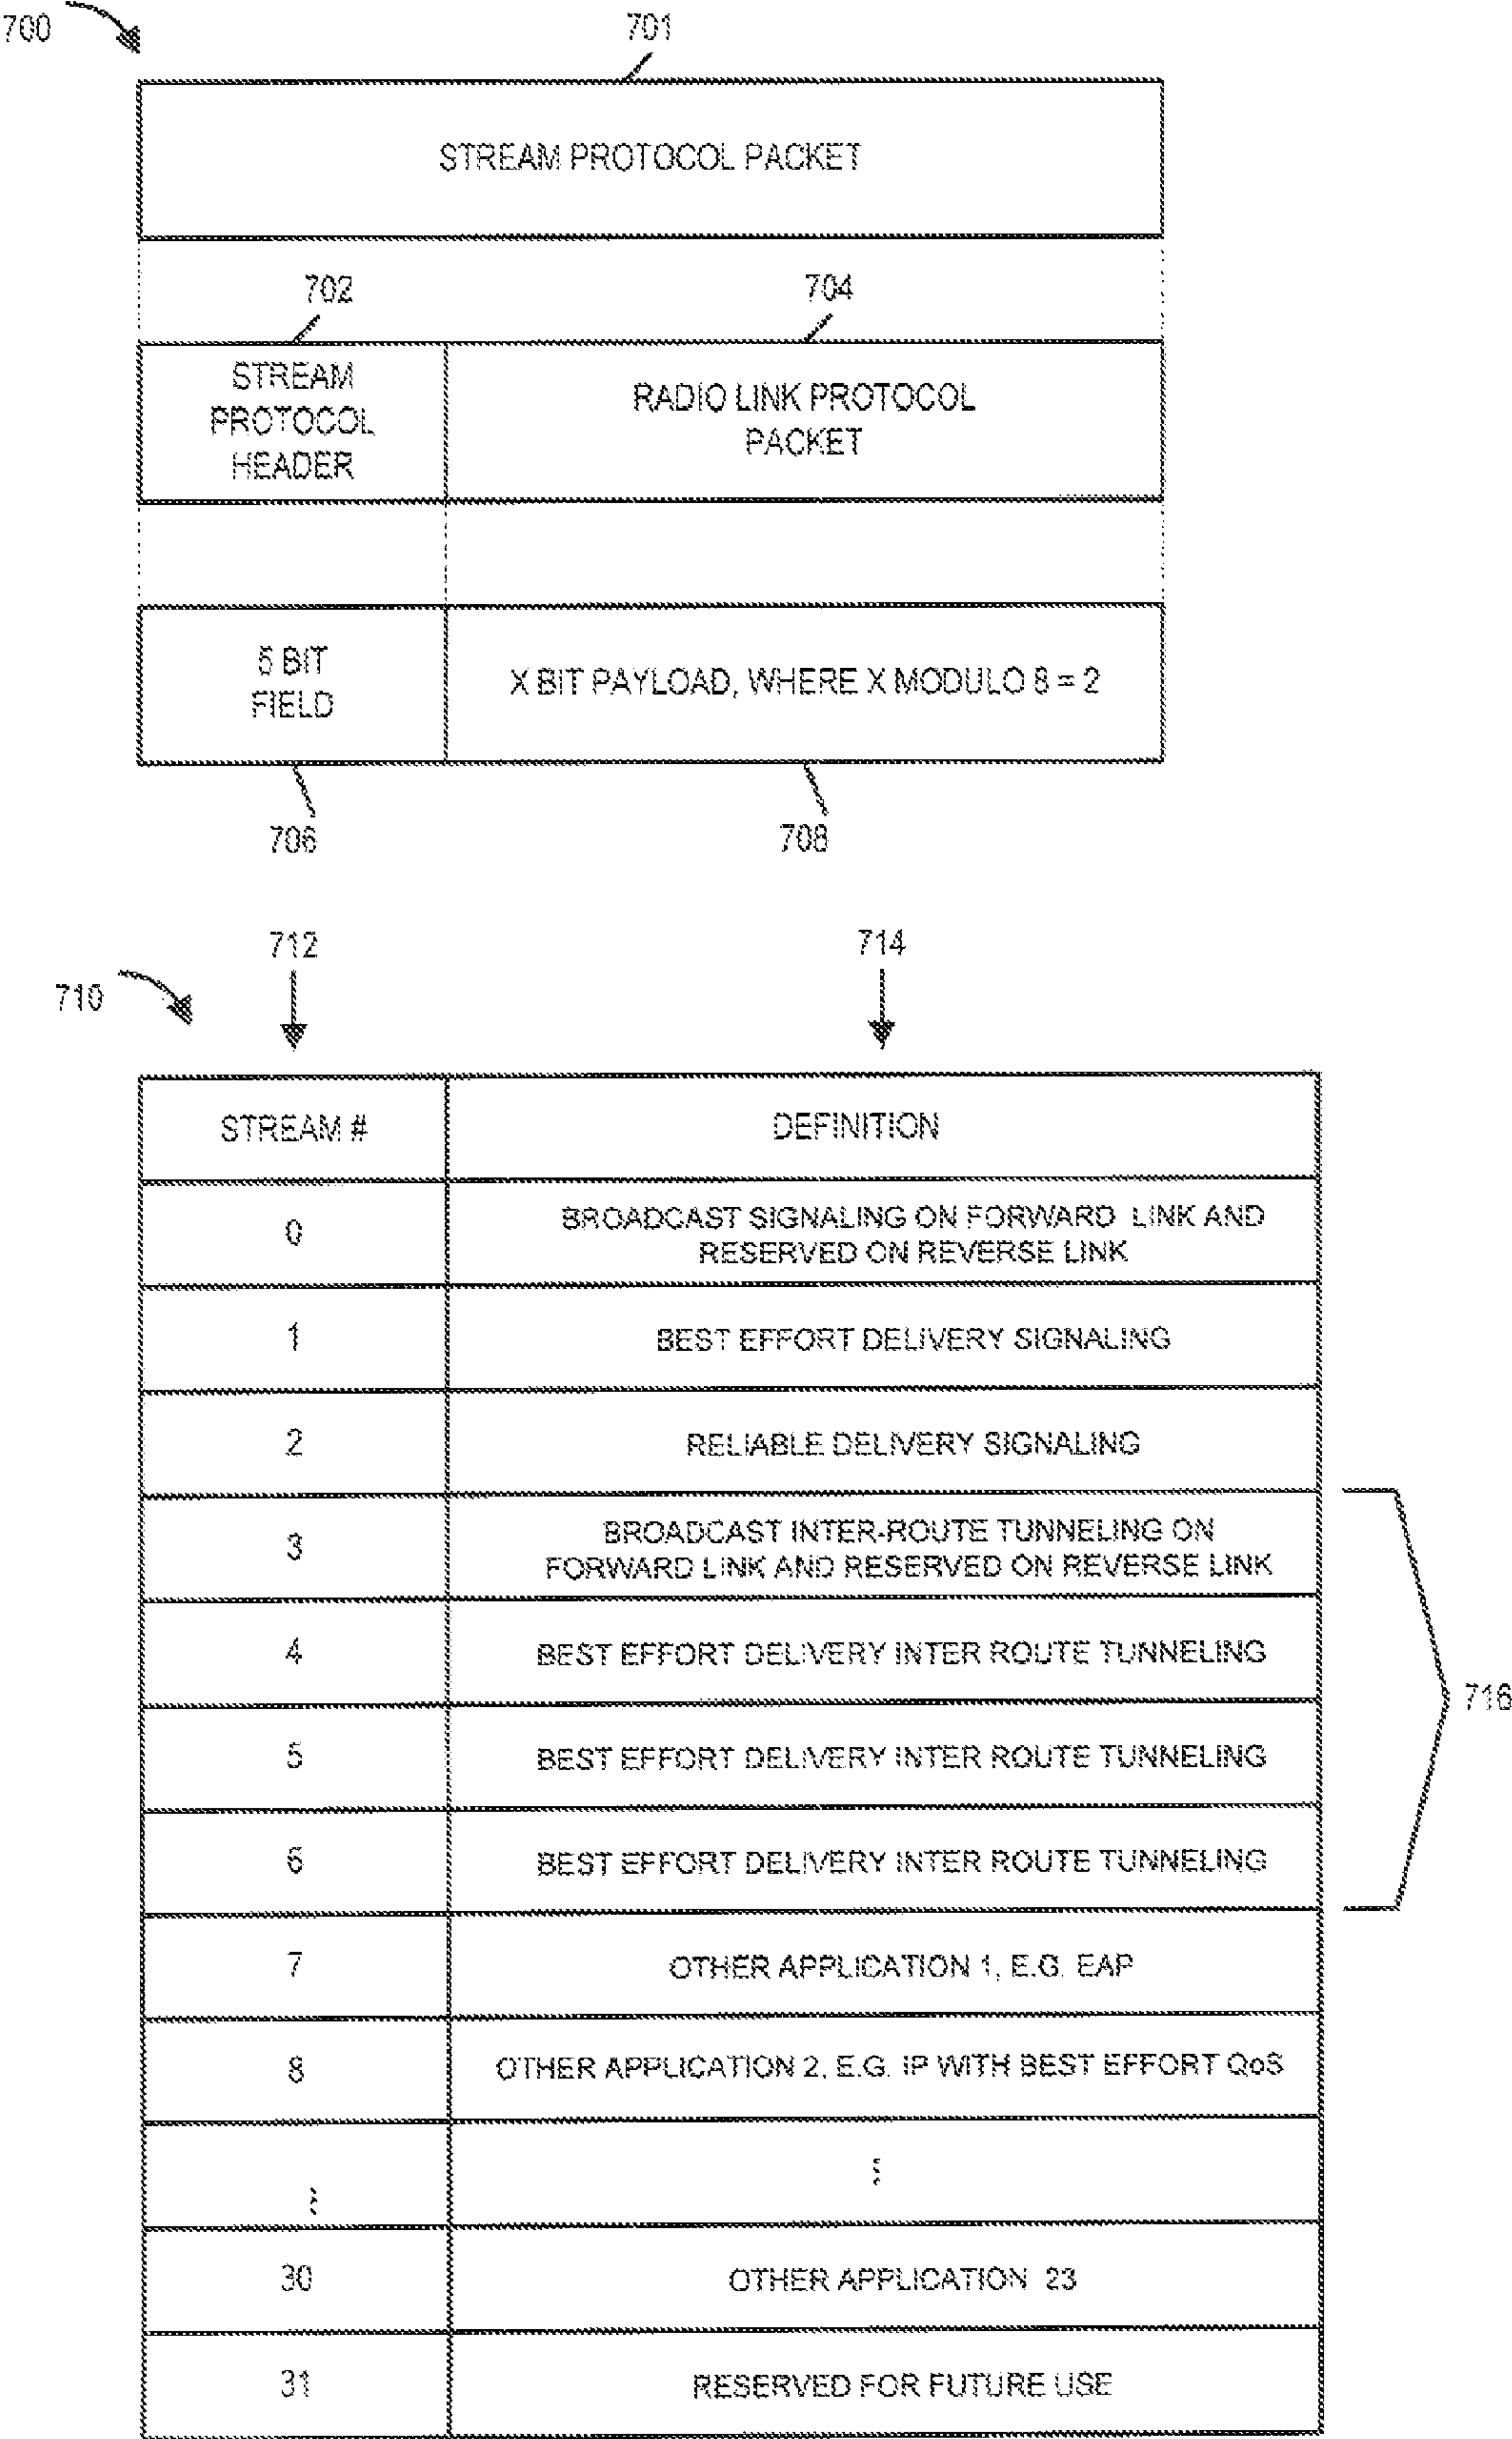 700
701
STREAM PROTOCOL PACKET
702
704
STREAM
PROTOCOL
HEADER
RADIO LINK PROTOCOL
PACKET
BIT
FIELD
X BIT PAYLOAD, WHERE X MODULO 8 = 2
706
708
712
714
710
STREAM #
DEFINITION
0
BROADCAST SIGNALING ON FORWARD LINK AND
RESERVED ON REVERSE LINK
1
BEST EFFORT DELIVERY SIGNALING
2
RELIABLE DELIVERY SIGNALING
3
BROADCAST INTER-ROUTE TUNNELING ON
FORWARD LINK AND RESERVED ON REVERSE LINK
4
BEST EFFORT DELIVERY INTER ROUTE TUNNELING
5
BEST EFFORT DELIVERY INTER ROUTE TUNNELING
6
BEST EFFORT DELIVERY INTER ROUTE TUNNELING
716
7
OTHER APPLICATION 1, E.G. EAP
8
OTHER APPLICATION 2, E.G. IP WITH BEST EFFORT QoS
⋮
⋮
30
OTHER APPLICATION 23
31
RESERVED FOR FUTURE USE